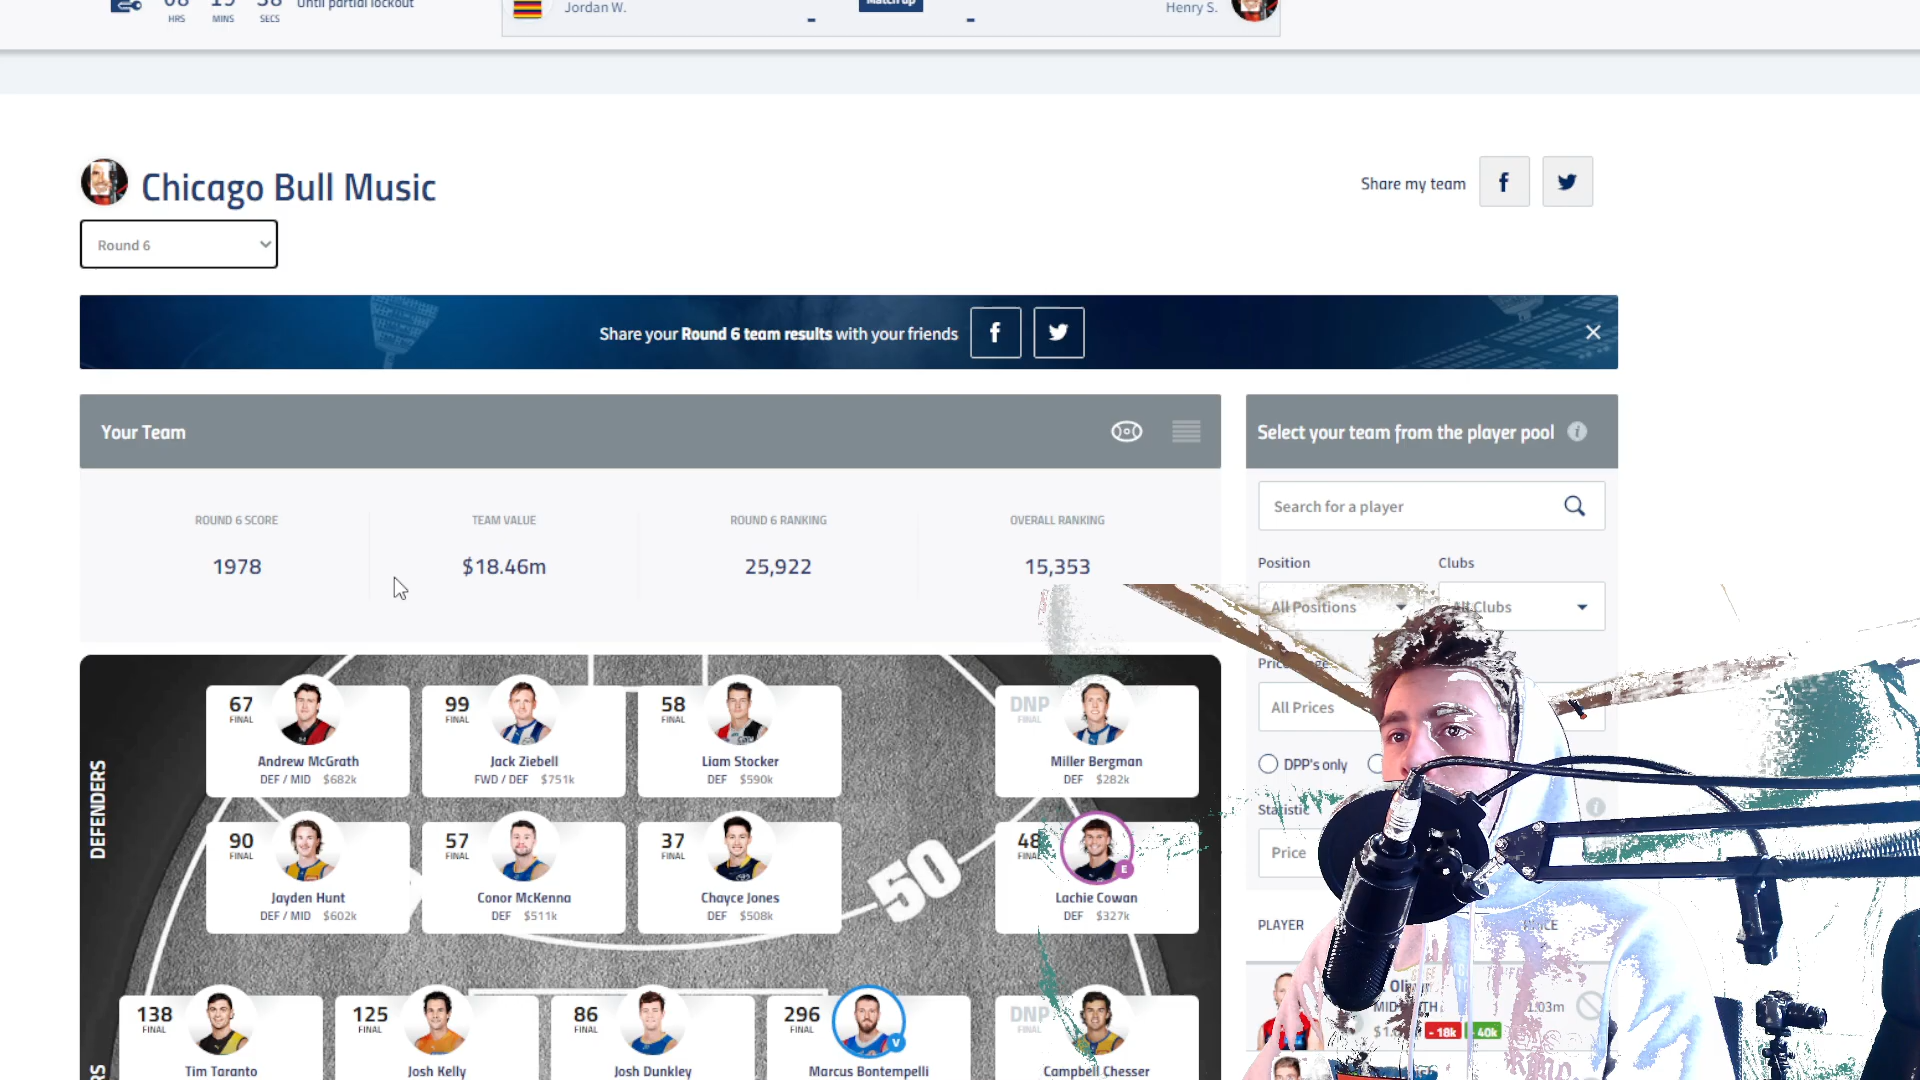 Until partial lockout
HRS MINS SECS
Jordan W.
Match up
Henry S.
Chicago Bull Music
Share my team
Round 6
Share your Round 6 team results with your friends
Your Team
Select your team from the player pool
ROUND 6 SCORE TEAM VALUE ROUND 6 RANKING OVERALL RANKING
1978 $18.46m 25,922 15,353
Search for a player
Position Clubs
All Positions All Clubs
All Prices
DPP's only
Statistic
Price
PLAYER
DEFENDERS
67 FINAL
Andrew McGrath
DEF / MID $682k
99 FINAL
Jack Ziebell
FWD / DEF $751k
58 FINAL
Liam Stocker
DEF $590k
DNP FINAL
Miller Bergman
DEF $282k
90 FINAL
Jayden Hunt
DEF / MID $602k
57 FINAL
Conor McKenna
DEF $511k
37 FINAL
Chayce Jones
DEF $508k
50
48 FINAL
E
Lachie Cowan
DEF $327k
138 FINAL
Tim Taranto
125 FINAL
Josh Kelly
86 FINAL
Josh Dunkley
296 FINAL
V
Marcus Bontempelli
DNP FINAL
Campbell Chesser
- 18k 40k